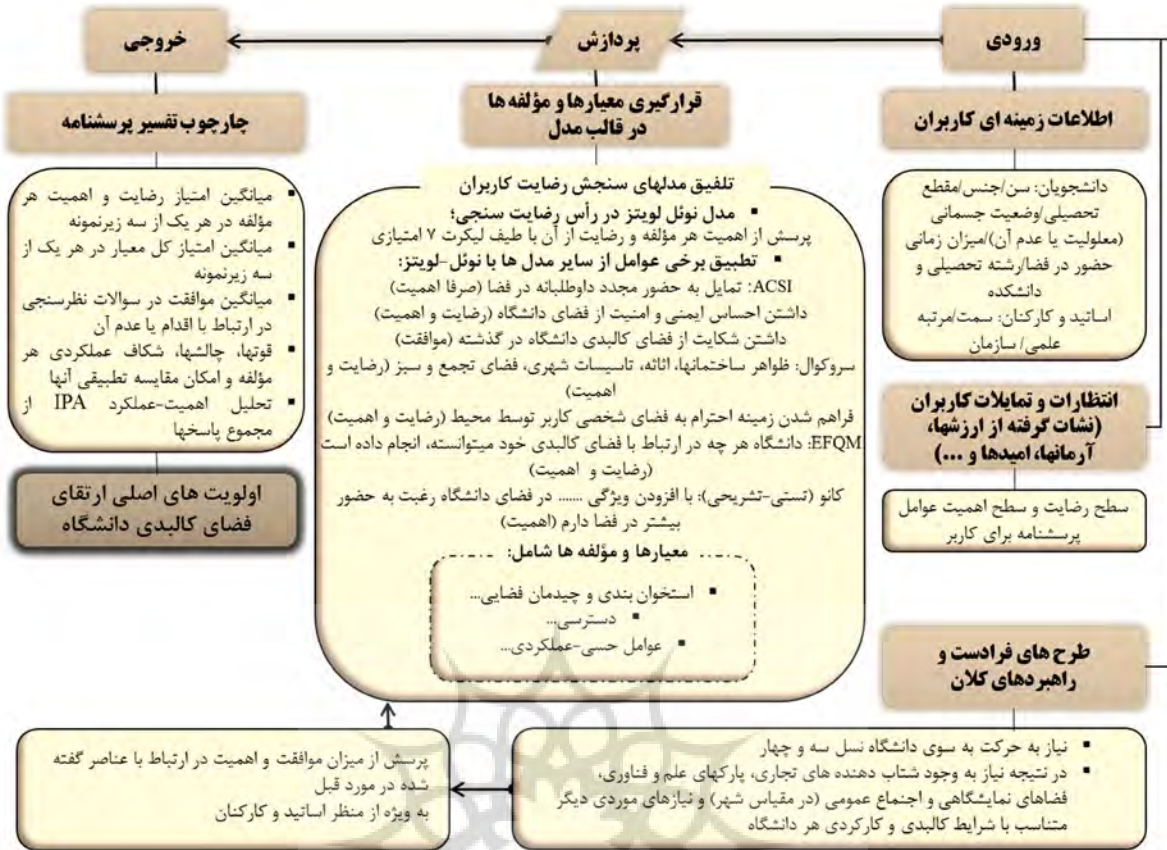 ورودی
پردازش
خروجی
اطلاعات زمینه ای کاربران
دانشجویان: سن/جنس/مقطع
تحصیلی/وضعیت جسمانی
(معلولیت یا عدم آن)/میزان زمانی
حضور در فضا/رشته تحصیلی و
دانشکده
اساتید و کارکنان: سمت/مرتبه
علمی/ سازمان
انتظارات و تمایلات کاربران
(نشات گرفته از ارزشها،
آرمانها، امیدها و ...)
سطح رضایت و سطح اهمیت عوامل
پرسشنامه برای کاربر
طرح های فرادست و
راهبردهای کلان
▪ نیاز به حرکت به سوی دانشگاه نسل سه و چهار
▪ در نتیجه نیاز به وجود شتاب دهنده های تجاری، پارکهای علم و فناوری،
فضاهای نمایشگاهی و اجتماع عمومی (در مقیاس شهر) و نیازهای موردی دیگر
متناسب با شرایط کالبدی و کارکردی هر دانشگاه
پرسش از میزان موافقت و اهمیت در ارتباط با عناصر گفته
شده در مورد قبل
به ویژه از منظر اساتید و کارکنان
قرارگیری معیارها و مؤلفه ها
در قالب مدل
تلفیق مدلهای سنجش رضایت کاربران
▪ مدل نوئل لویتز در رأس رضایت سنجی؛
پرسش از اهمیت هر مؤلفه و رضایت از آن با طیف لیکرت ۷ امتیازی
▪ تطبیق برخی عوامل از سایر مدل ها با نوئل-لویتز:
ACSI: تمایل به حضور مجدد داوطلبانه در فضا (صرفا اهمیت)
داشتن احساس ایمنی و امنیت از فضای دانشگاه (رضایت و اهمیت)
داشتن شکایت از فضای کالبدی دانشگاه در گذشته (موافقت)
سروکوال: ظواهر ساختمانها، اثاثه، تاسیسات شهری، فضای تجمع و سبز (رضایت و
اهمیت)
فراهم شدن زمینه احترام به فضای شخصی کاربر توسط محیط (رضایت و اهمیت)
EFQM: دانشگاه هر چه در ارتباط با فضای کالبدی خود میتوانسته، انجام داده است
(رضایت و اهمیت)
کانو (تستی-تشریحی): با افزودن ویژگی ...... در فضای دانشگاه رغبت به حضور
بیشتر در فضا دارم (اهمیت)
معیارها و مؤلفه ها شامل:
▪ استخوان بندی و چیدمان فضایی...
▪ دسترسی...
▪ عوامل حسی-عملکردی...
چارچوب تفسیر پرسشنامه
▪ میانگین امتیاز رضایت و اهمیت هر
مؤلفه در هر یک از سه زیرنمونه
▪ میانگین امتیاز کل معیار در هر یک از
سه زیرنمونه
▪ میانگین موافقت در سوالات نظرسنجی
در ارتباط با اقدام یا عدم آن
▪ قوتها، چالشها، شکاف عملکردی هر
مؤلفه و امکان مقایسه تطبیقی آنها
▪ تحلیل اهمیت-عملکرد IPA از
مجموع پاسخها
اولویت های اصلی ارتقای
فضای کالبدی دانشگاه